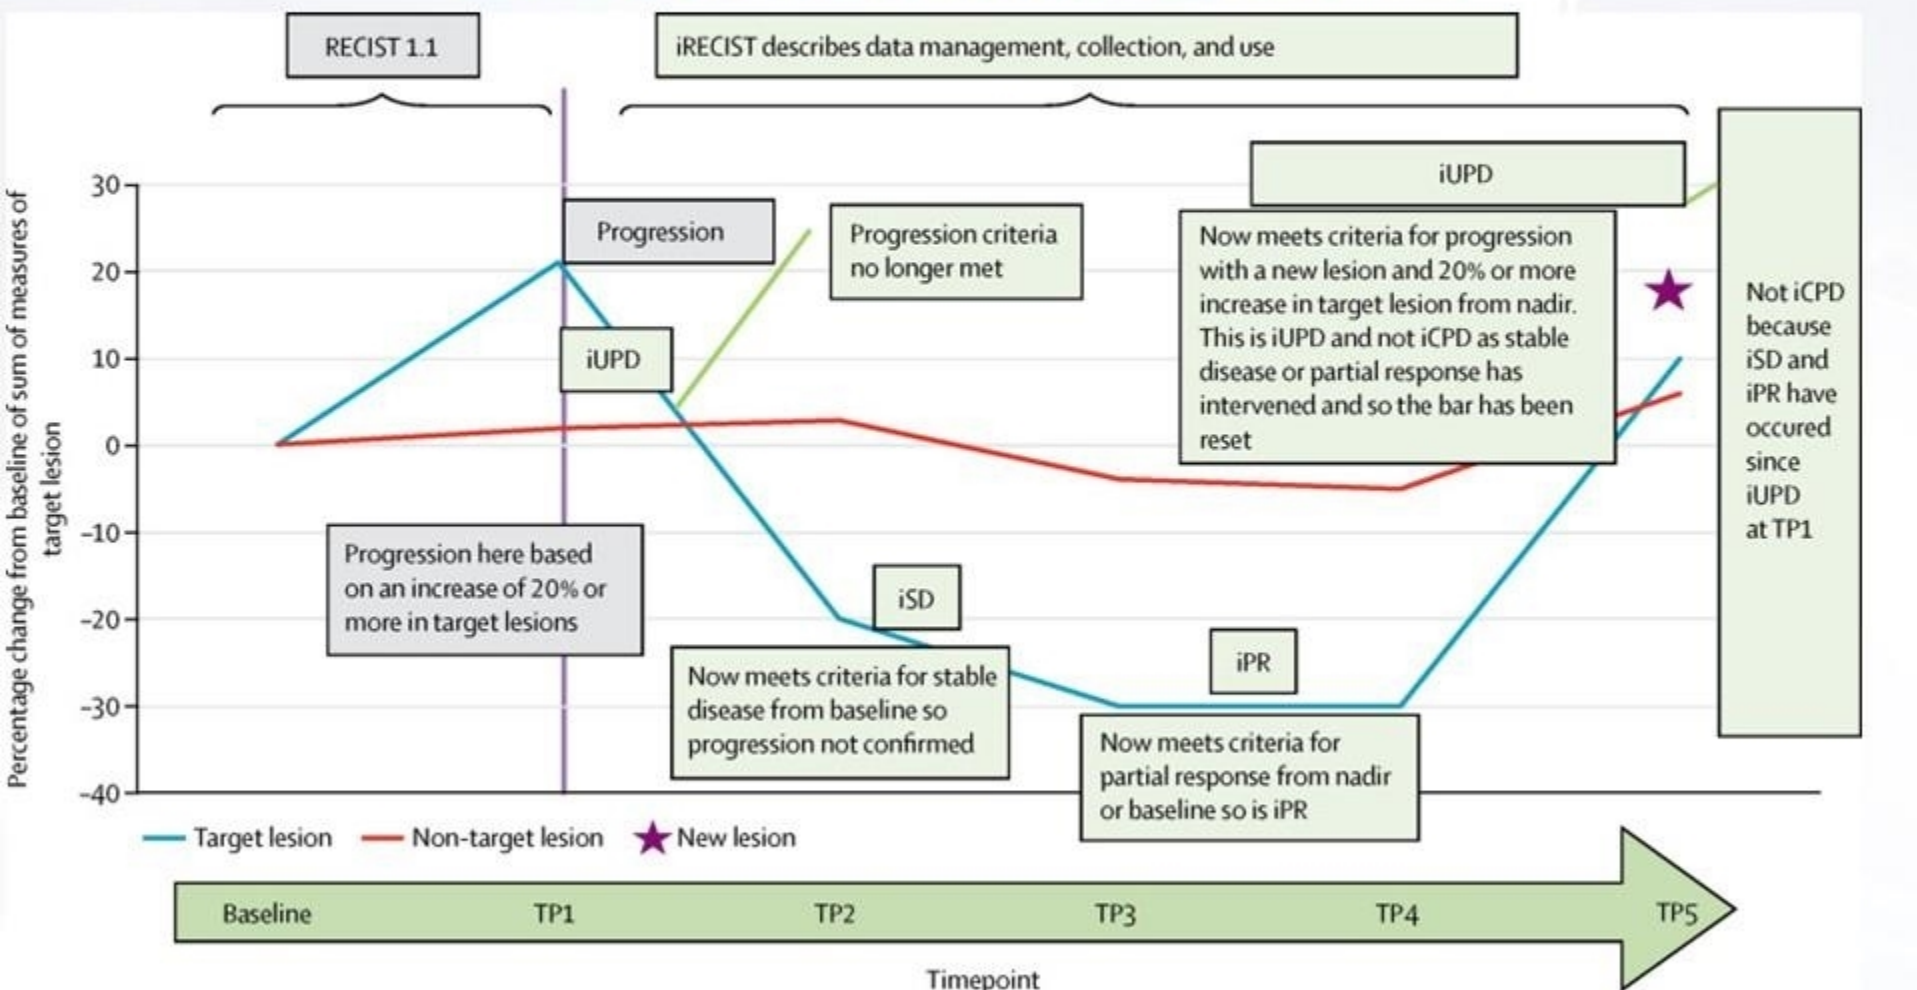 RECIST 1.1
iRECIST describes data management, collection, and use
Percentage change from baseline of sum of measures of
target lesion
30
20
10
0
–10
–20
–30
–40
Progression
iUPD
Progression criteria
no longer met
iUPD
Now meets criteria for progression
with a new lesion and 20% or more
increase in target lesion from nadir.
This is iUPD and not iCPD as stable
disease or partial response has
intervened and so the bar has been
reset
Not iCPD
because
iSD and
iPR have
occured
since
iUPD
at TP1
Progression here based
on an increase of 20% or
more in target lesions
iSD
Now meets criteria for stable
disease from baseline so
progression not confirmed
iPR
Now meets criteria for
partial response from nadir
or baseline so is iPR
Target lesion
Non-target lesion
New lesion
Baseline
TP1
TP2
TP3
TP4
TP5
Timepoint